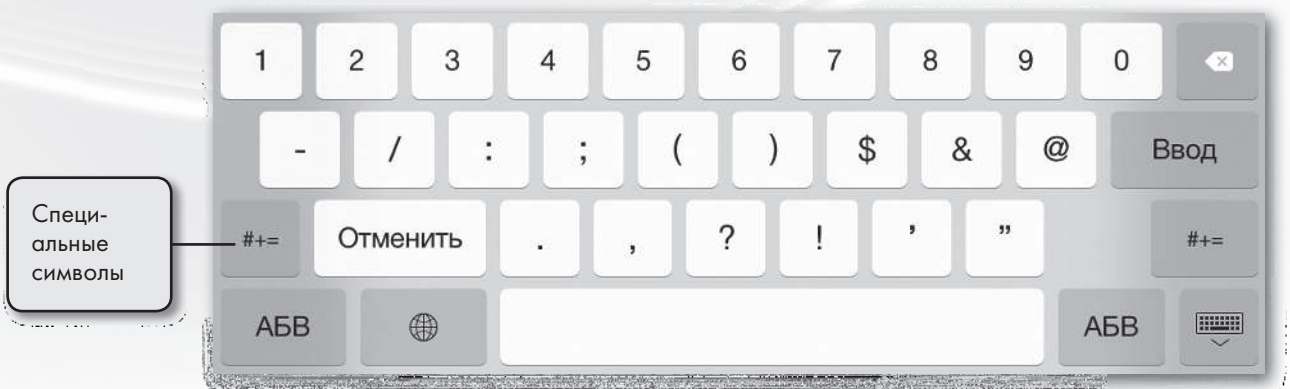 1 2 3 4 5 6 7 8 9 0
- / : ; ( ) $ & @ Ввод
Специ-
альные
символы
#+= Отменить . , ? ! ’ ” #+=
АБВ АБВ